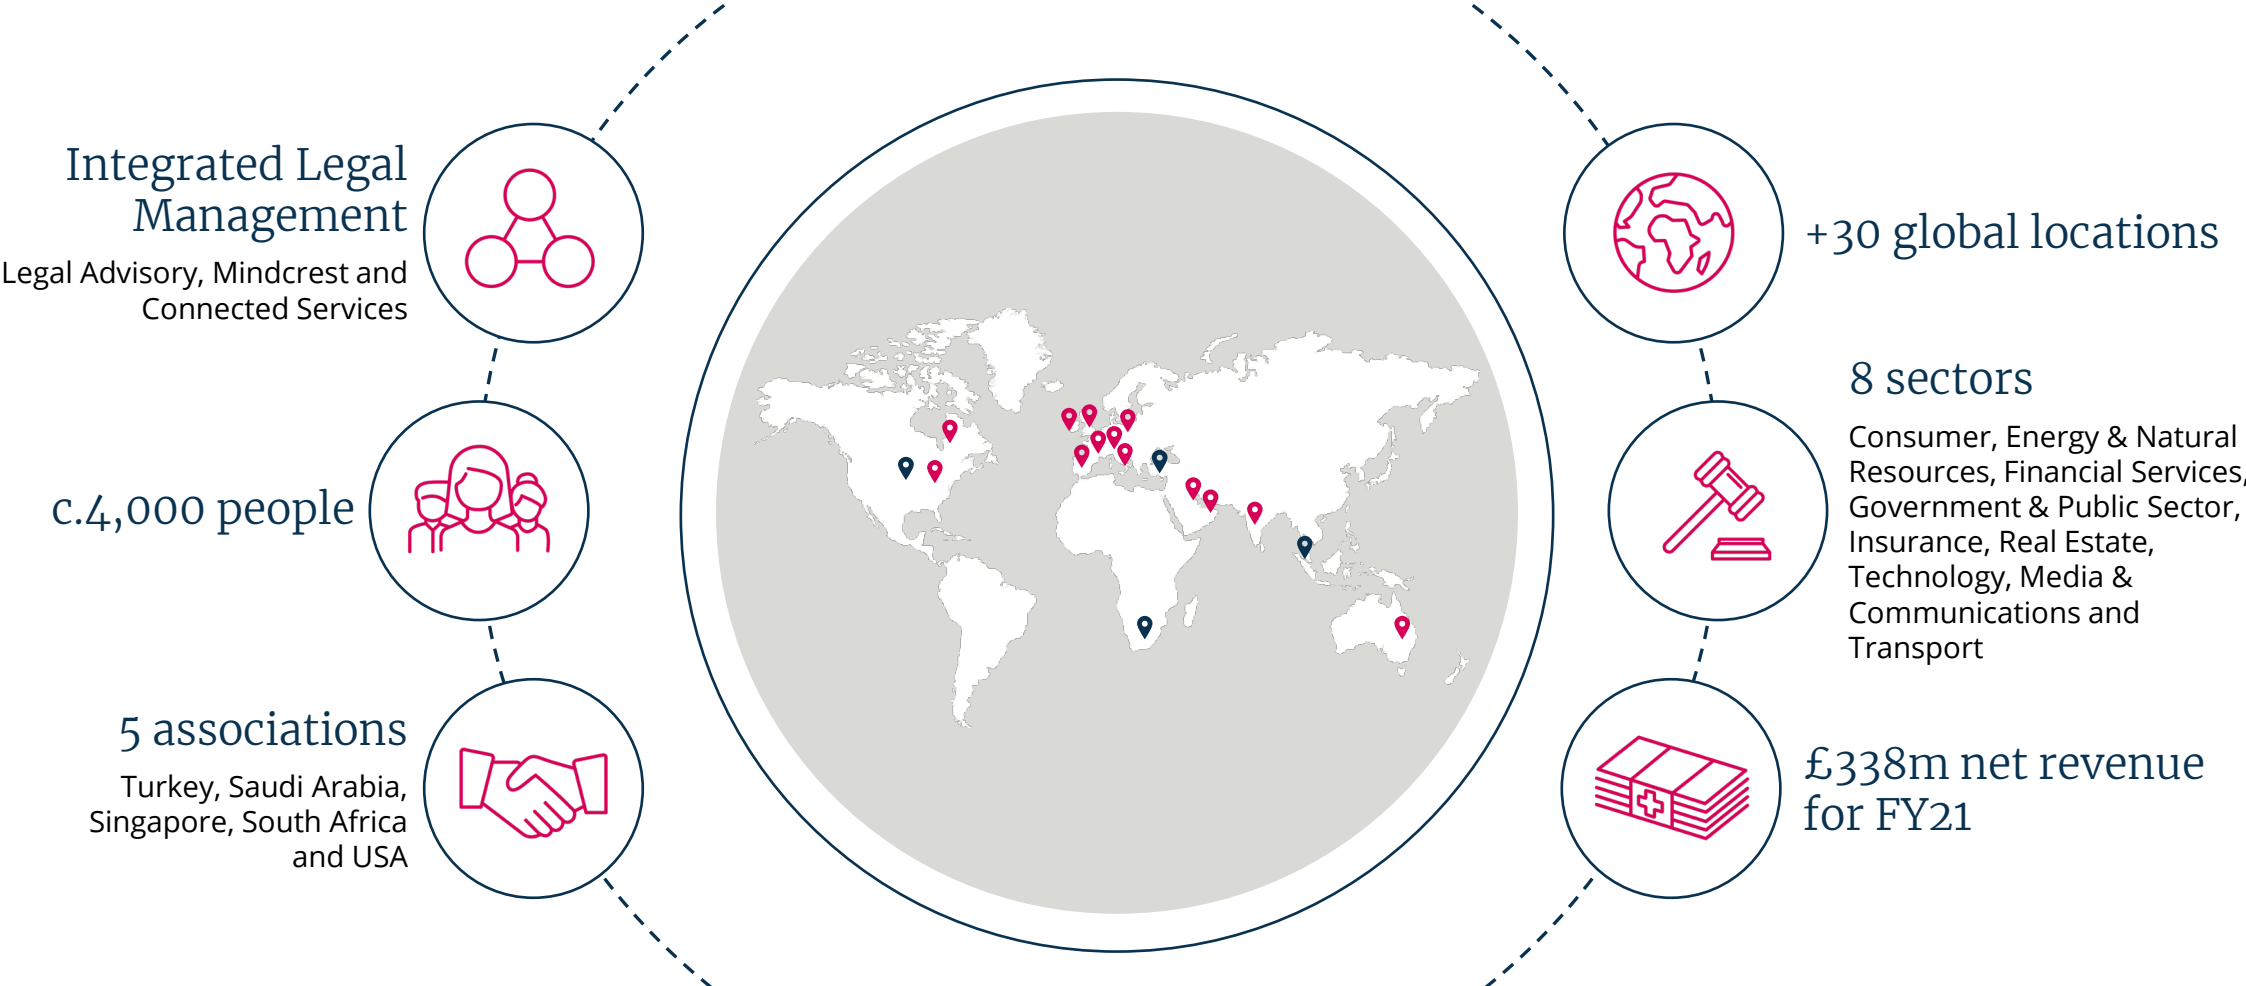 Integrated Legal
Management
Legal Advisory, Mindcrest and
Connected Services
c.4,000 people
5 associations
Turkey, Saudi Arabia,
Singapore, South Africa
and USA
+30 global locations
8 sectors
Consumer, Energy & Natural
Resources, Financial Services,
Government & Public Sector,
Insurance, Real Estate,
Technology, Media &
Communications and
Transport
£338m net revenue
for FY21